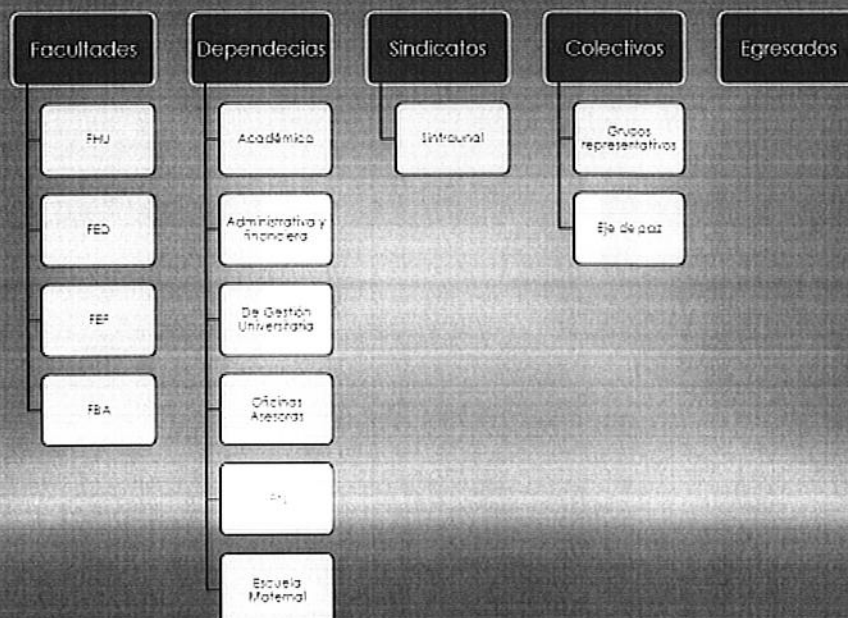 Facultades
FHU
FED
FEF
FBA
Dependecias
Académica
Administrativa y
financiera
De Gestión
Universitaria
Oficinas
Asesoras
Escuela
Maternal
Sindicatos
Sintraunal
Colectivos
Grupos
representativos
Eje de paz
Egresados